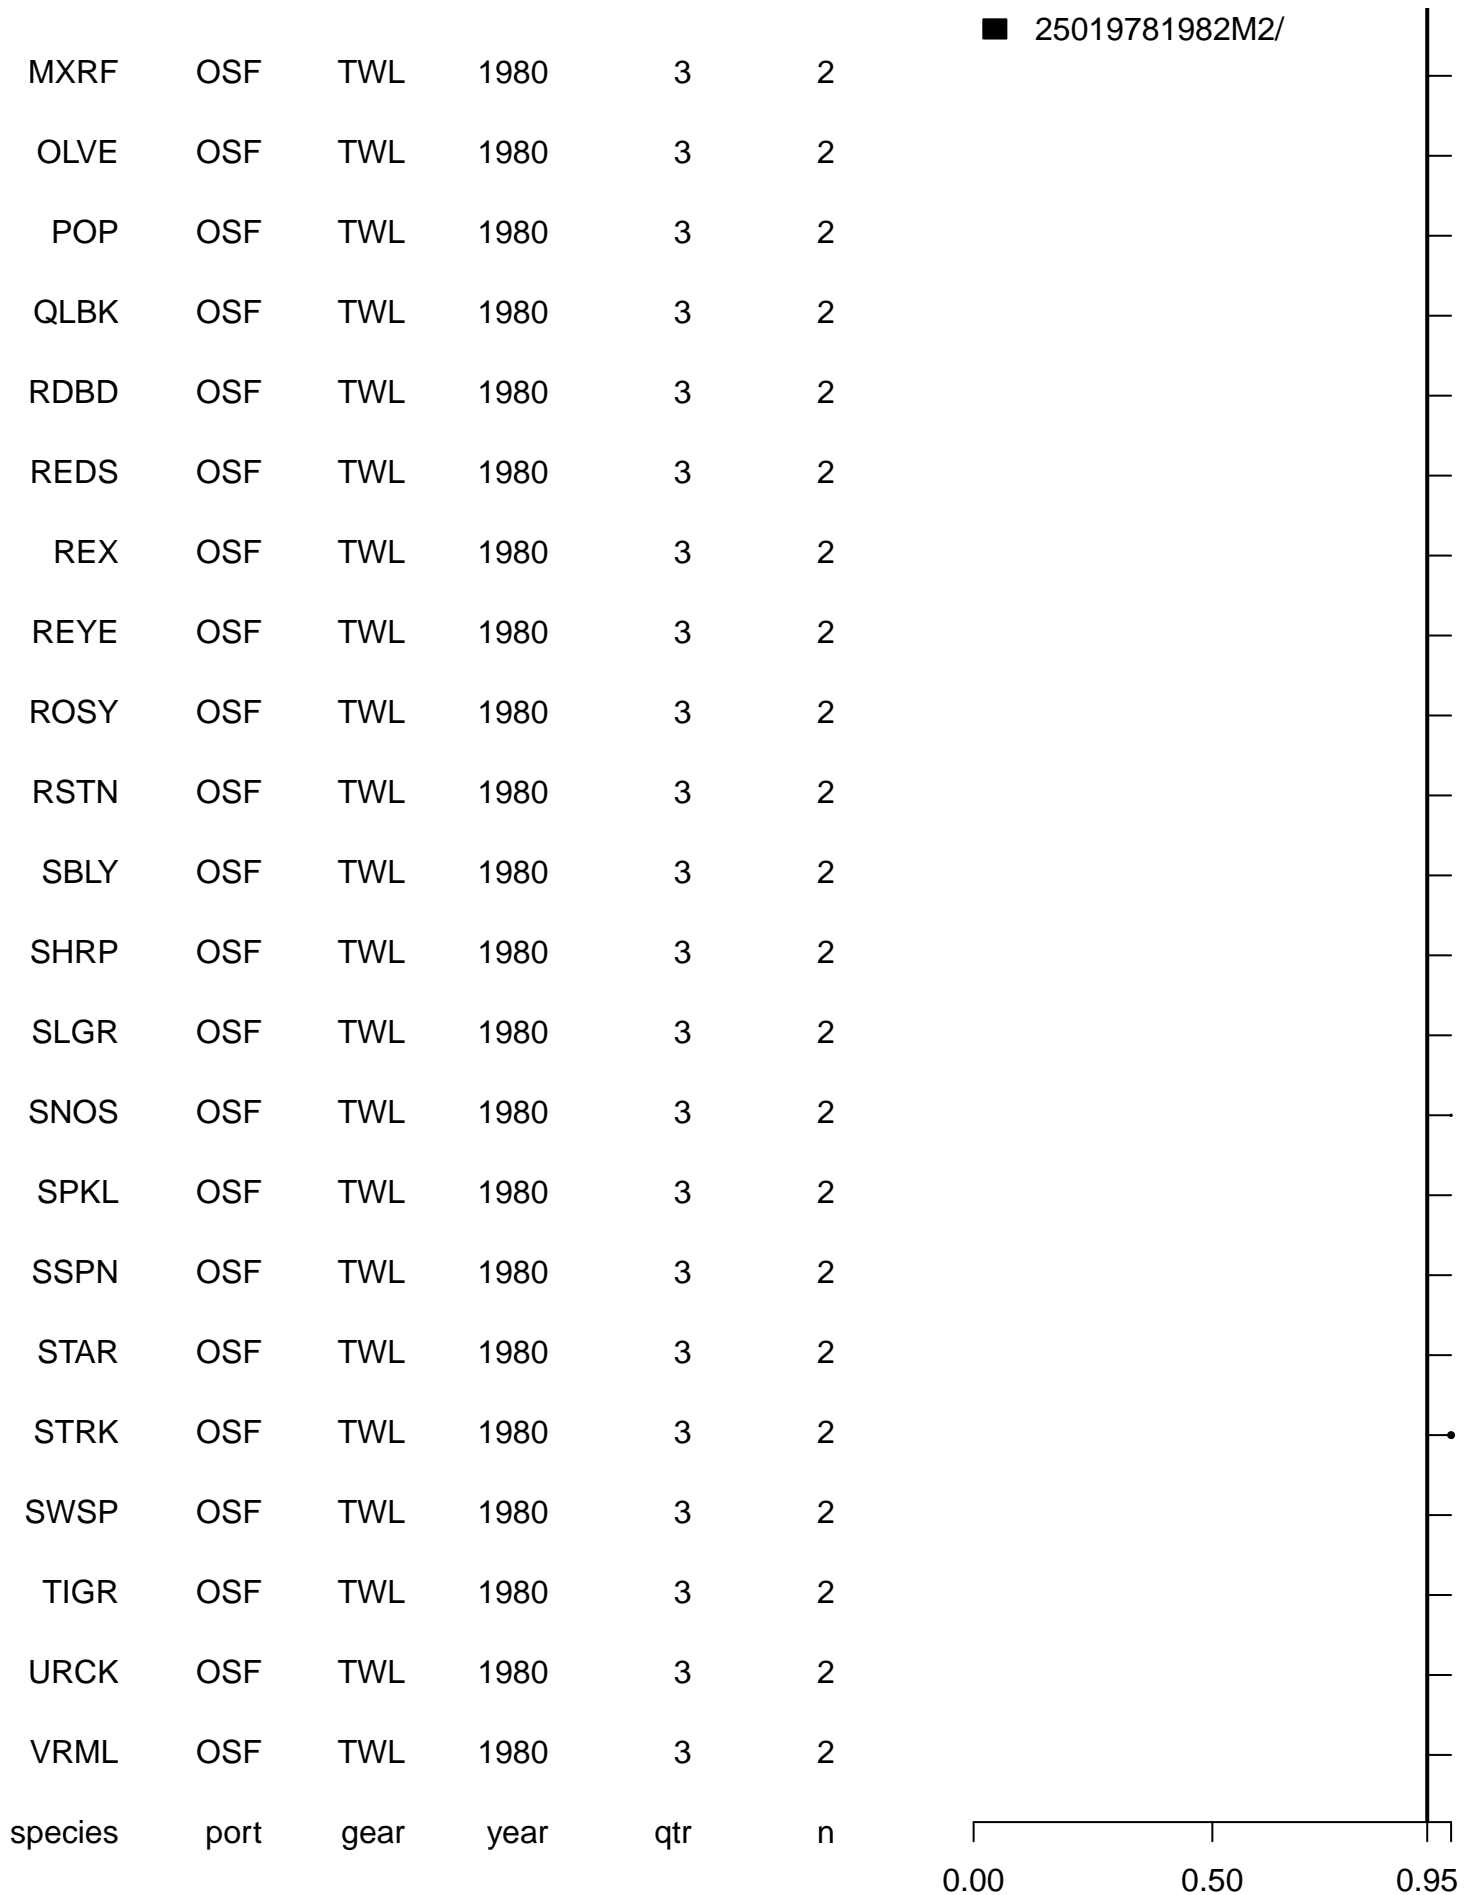 25019781982M2/
MXRF OSF TWL 1980 3 2
OLVE OSF TWL 1980 3 2
POP OSF TWL 1980 3 2
QLBK OSF TWL 1980 3 2
RDBD OSF TWL 1980 3 2
REDS OSF TWL 1980 3 2
REX OSF TWL 1980 3 2
REYE OSF TWL 1980 3 2
ROSY OSF TWL 1980 3 2
RSTN OSF TWL 1980 3 2
SBLY OSF TWL 1980 3 2
SHRP OSF TWL 1980 3 2
SLGR OSF TWL 1980 3 2
SNOS OSF TWL 1980 3 2
SPKL OSF TWL 1980 3 2
SSPN OSF TWL 1980 3 2
STAR OSF TWL 1980 3 2
STRK OSF TWL 1980 3 2
SWSP OSF TWL 1980 3 2
TIGR OSF TWL 1980 3 2
URCK OSF TWL 1980 3 2
VRML OSF TWL 1980 3 2
species port gear year qtr n
0.00 0.50 0.95